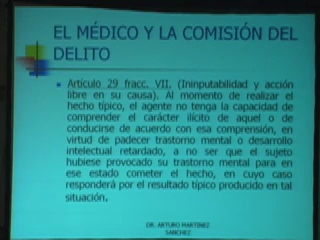 EL MÉDICO Y LA COMISIÓN DEL
DELITO
Artículo 29 fracc. VII. (Ininputabilidad y acción
libre en su causa). Al momento de realizar el
hecho típico, el agente no tenga la capacidad de
comprender el carácter ilícito de aquel o de
conducirse de acuerdo con esa comprensión, en
virtud de padecer trastorno mental o desarrollo
intelectual retardado, a no ser que el sujeto
hubiese provocado su trastorno mental para en
ese estado cometer el hecho, en cuyo caso
responderá por el resultado típico producido en tal
situación.
DR. ARTURO MARTINEZ
SANCHEZ